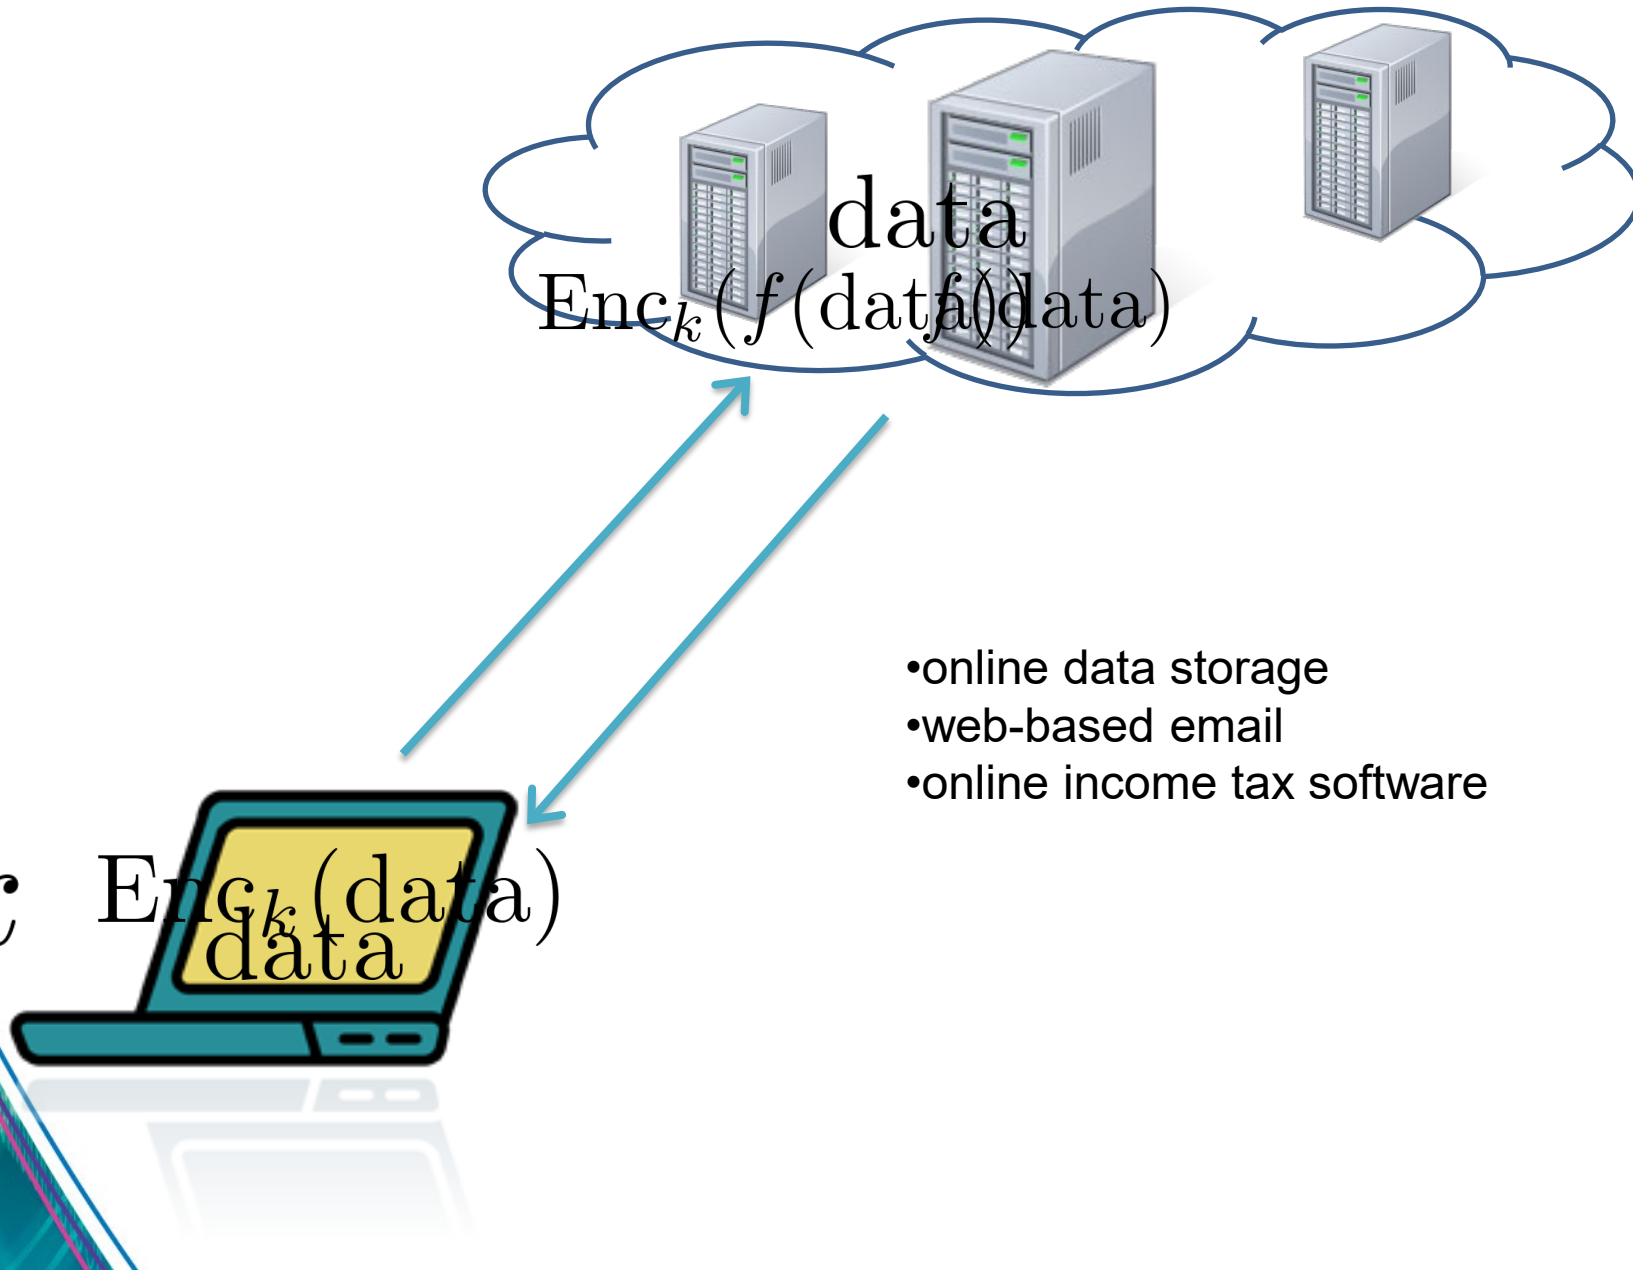 data
Enc_k(f(data))
f(data)
•online data storage
•web-based email
•online income tax software
Enc_k(data)
data